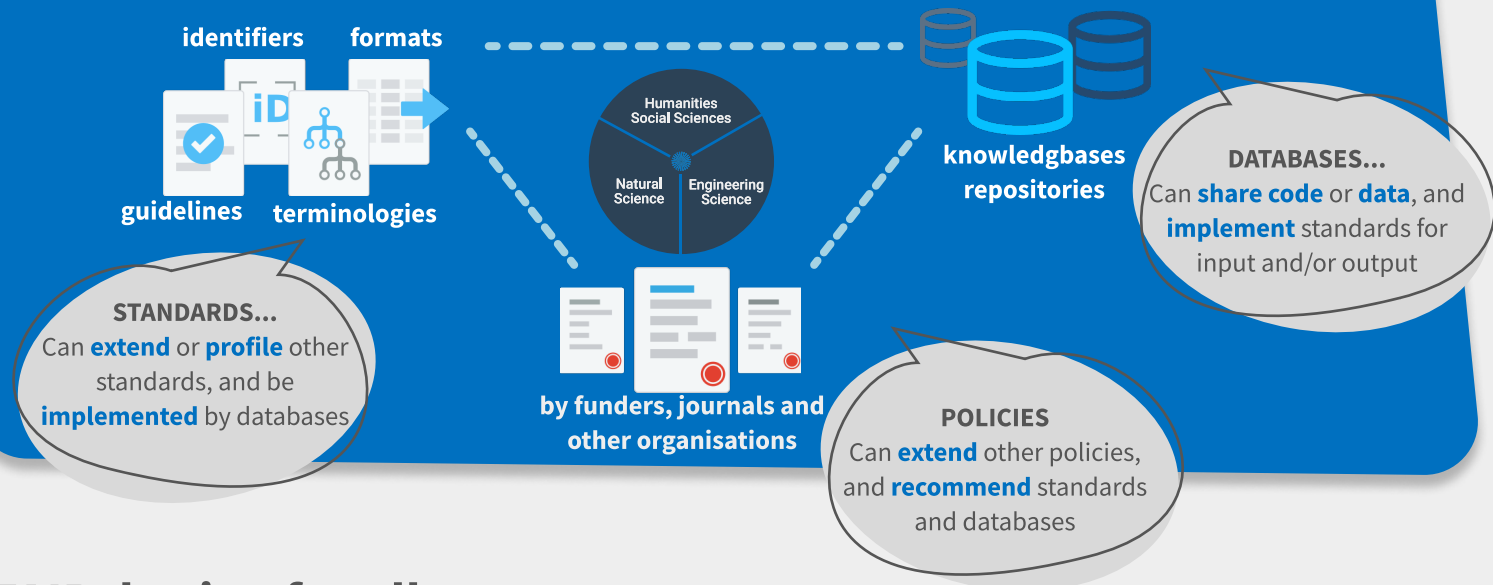 identifiers formats
iD
guidelines terminologies
Humanities
Social Sciences
Natural
Science
Engineering
Science
knowledgbases
repositories
DATABASES...
Can share code or data, and
implement standards for
input and/or output
STANDARDS...
Can extend or profile other
standards, and be
implemented by databases
by funders, journals and
other organisations
POLICIES
Can extend other policies,
and recommend standards
and databases